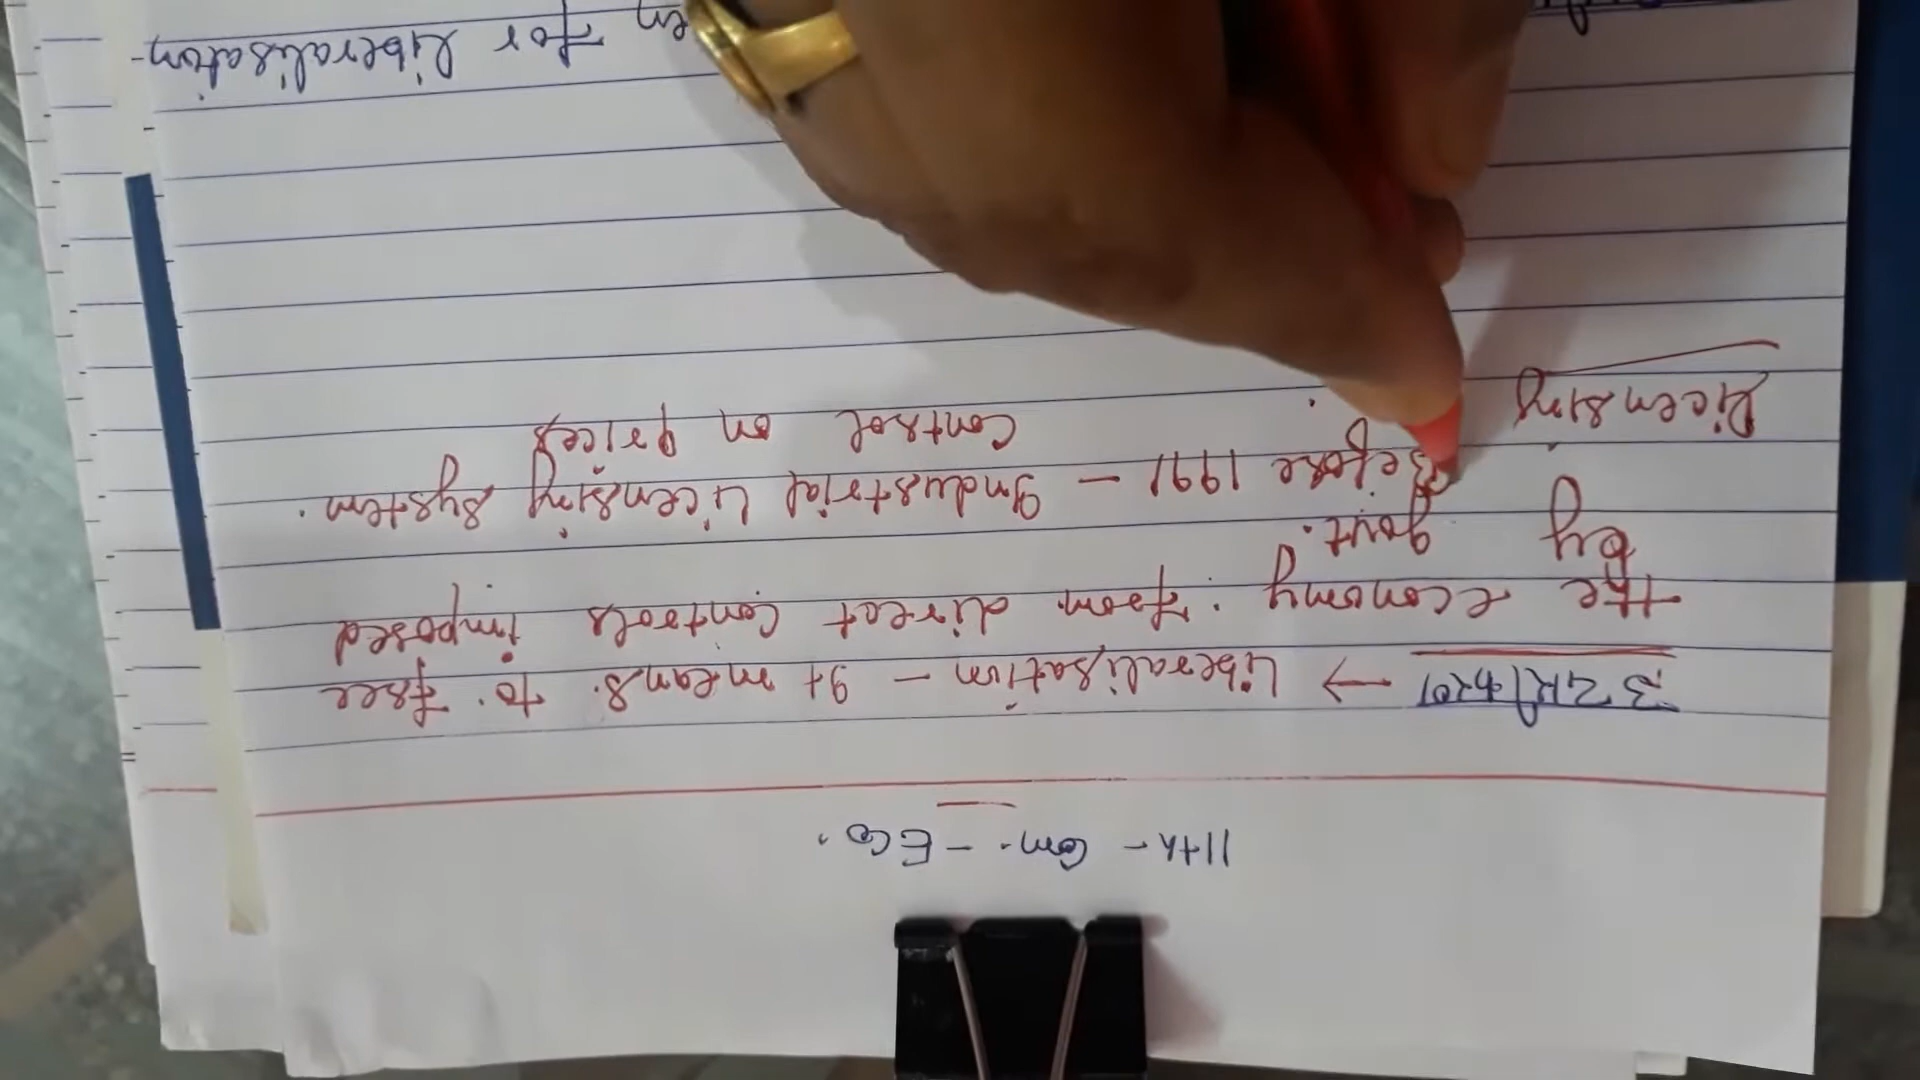 11th - Com. - Eco.
उदारीकरण → Liberalisation - It means to free
the economy from direct controls imposed
by govt.
Before 1991 - Industrial Licensing System.
Licensing Control on prices
en for liberalisation-